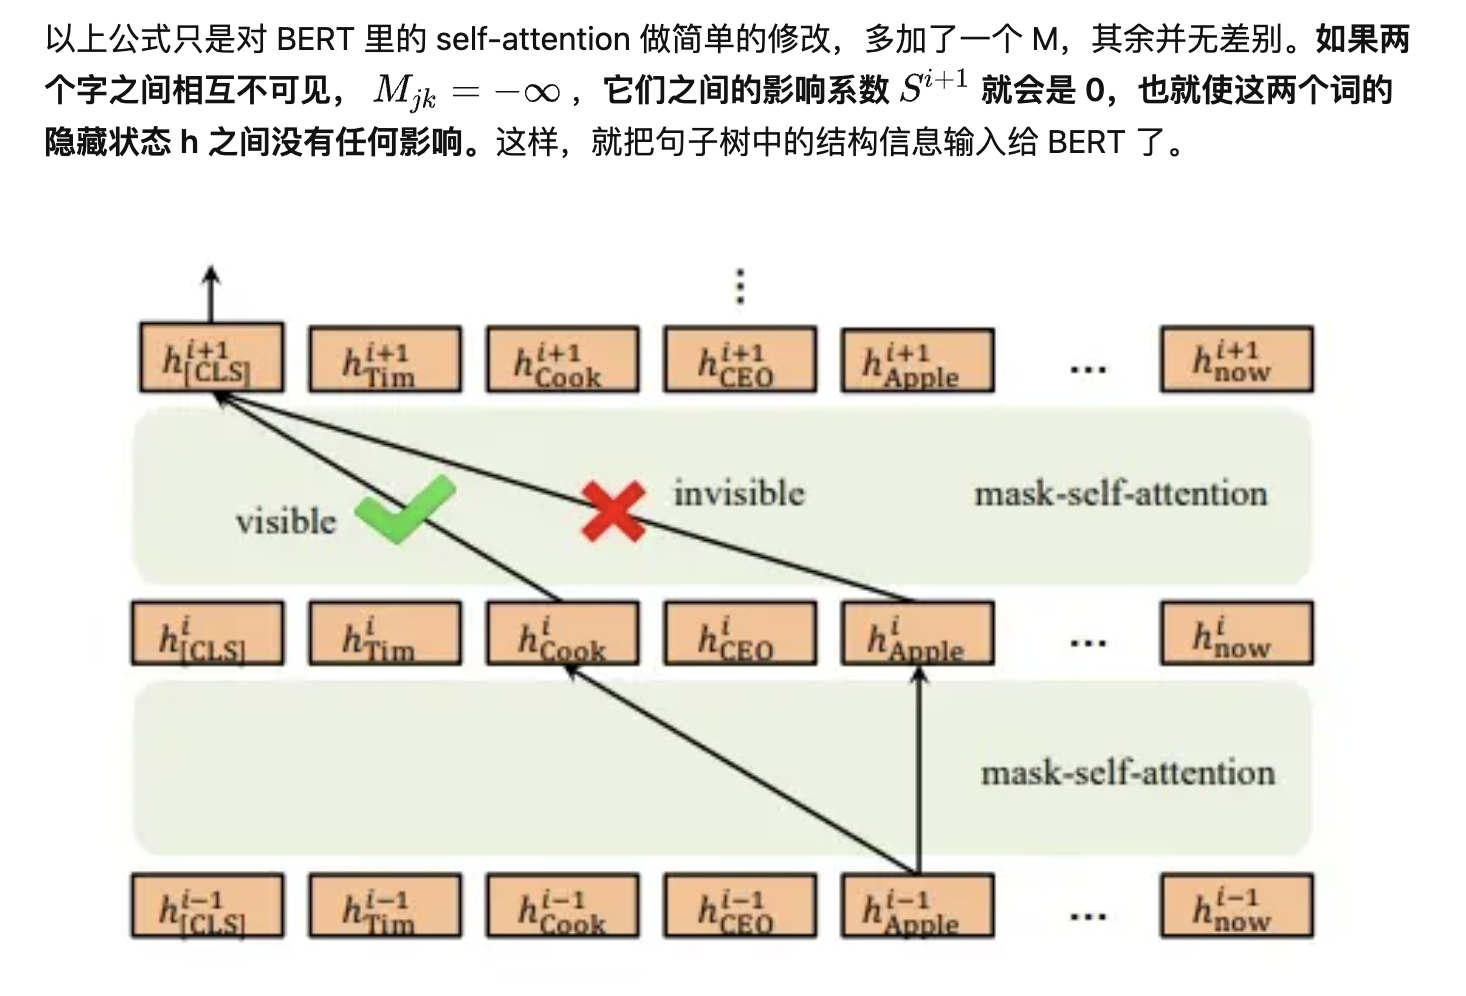 以上公式只是对 BERT 里的 self-attention 做简单的修改，多加了一个 M，其余并无差别。如果两
个字之间相互不可见， M_{jk} = −∞ ，它们之间的影响系数 S^{i+1} 就会是 0，也就使这两个词的
隐藏状态 h 之间没有任何影响。这样，就把句子树中的结构信息输入给 BERT 了。
⋮
h^{i+1}_{[CLS]} h^{i+1}_{Tim} h^{i+1}_{Cook} h^{i+1}_{CEO} h^{i+1}_{Apple} ... h^{i+1}_{now}
visible invisible mask-self-attention
h^{i}_{[CLS]} h^{i}_{Tim} h^{i}_{Cook} h^{i}_{CEO} h^{i}_{Apple} ... h^{i}_{now}
mask-self-attention
h^{i−1}_{[CLS]} h^{i−1}_{Tim} h^{i−1}_{Cook} h^{i−1}_{CEO} h^{i−1}_{Apple} ... h^{i−1}_{now}